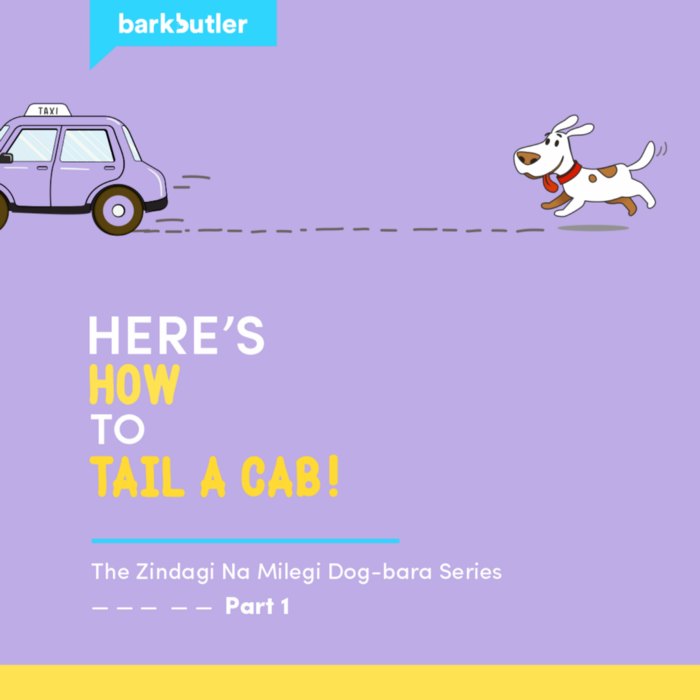 barkbutler
TAXI
HERE'S
HOW
TO
TAIL A CAB!
The Zindagi Na Milegi Dog-bara Series
Part 1